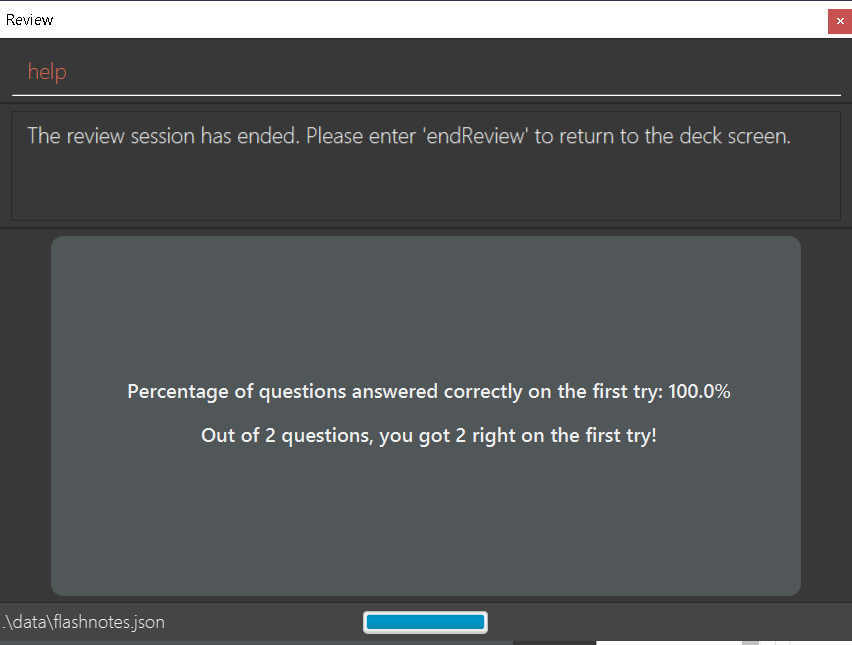 Review
help
The review session has ended. Please enter 'endReview' to return to the deck screen.
Percentage of questions answered correctly on the first try: 100.0%
Out of 2 questions, you got 2 right on the first try!
.\data\flashnotes.json